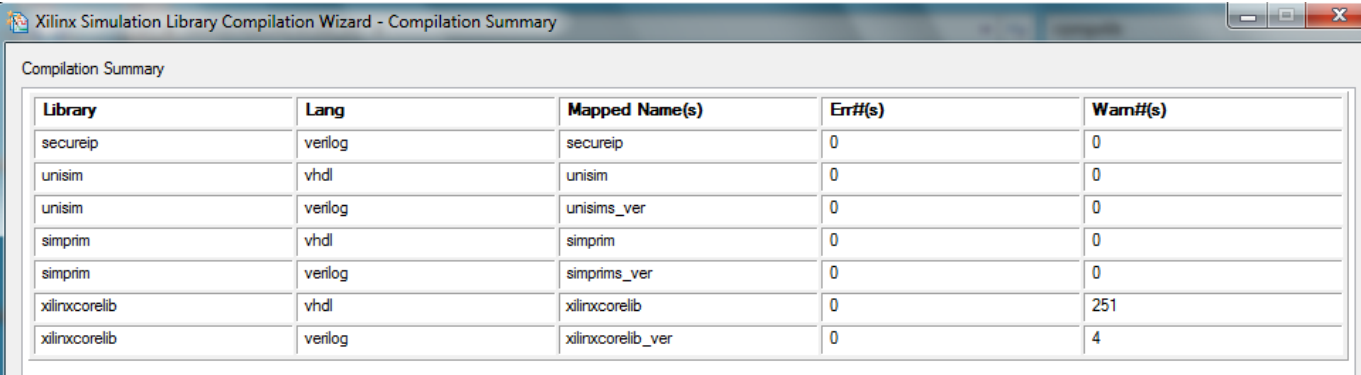 Xilinx Simulation Library Compilation Wizard - Compilation Summary
Compilation Summary
Library Lang Mapped Name(s) Err#(s) Warn#(s)
secureip verilog secureip 0 0
unisim vhdl unisim 0 0
unisim verilog unisims_ver 0 0
simprim vhdl simprim 0 0
simprim verilog simprims_ver 0 0
xilinxcorelib vhdl xilinxcorelib 0 251
xilinxcorelib verilog xilinxcorelib_ver 0 4